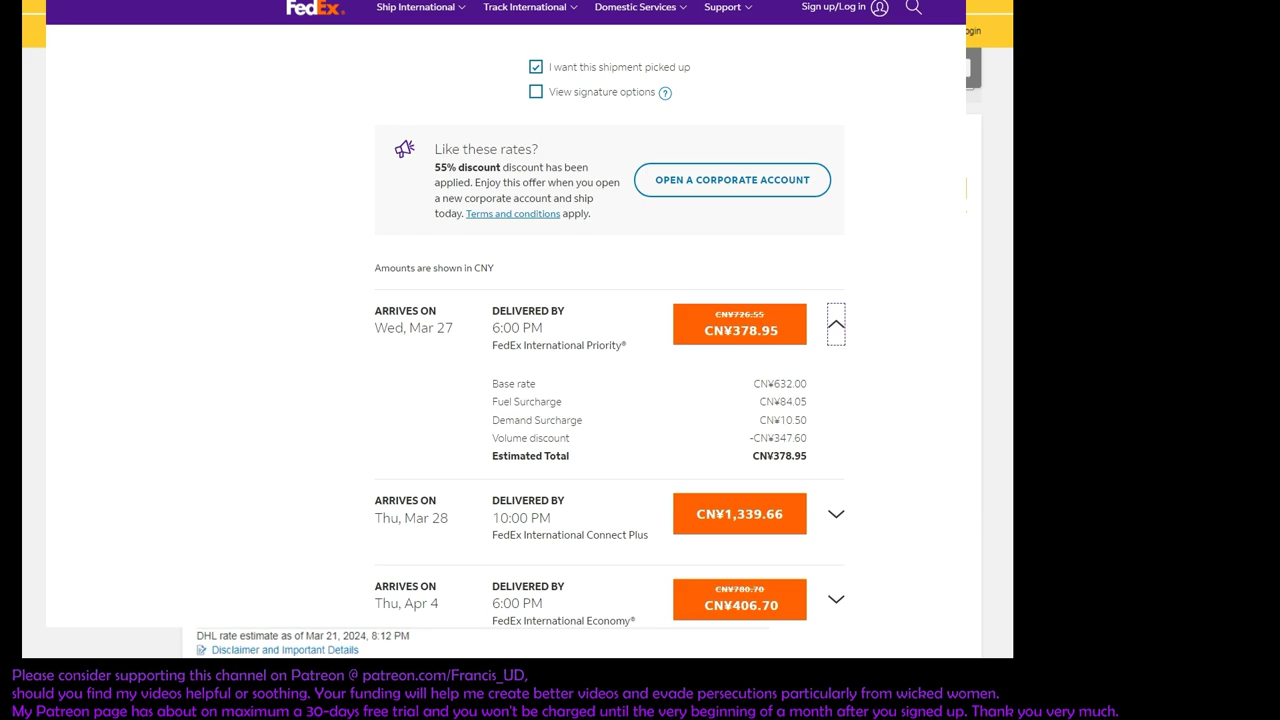 FedEx.
Ship International Track International Domestic Services Support Sign up/Log in
ogin
I want this shipment picked up
View signature options ?
Like these rates?
55% discount discount has been
applied. Enjoy this offer when you open
a new corporate account and ship
today. Terms and conditions apply.
OPEN A CORPORATE ACCOUNT
Amounts are shown in CNY
ARRIVES ON
Wed, Mar 27
DELIVERED BY
6:00 PM
FedEx International Priority®
CN¥726.55
CN¥378.95
Base rate CN¥632.00
Fuel Surcharge CN¥84.05
Demand Surcharge CN¥10.50
Volume discount -CN¥347.60
Estimated Total CN¥378.95
ARRIVES ON
Thu, Mar 28
DELIVERED BY
10:00 PM
FedEx International Connect Plus
CN¥1,339.66
ARRIVES ON
Thu, Apr 4
DELIVERED BY
6:00 PM
FedEx International Economy®
CN¥780.70
CN¥406.70
DHL rate estimate as of Mar 21, 2024, 8:12 PM
Disclaimer and Important Details
Please consider supporting this channel on Patreon @ patreon.com/Francis_UD,
should you find my videos helpful or soothing. Your funding will help me create better videos and evade persecutions particularly from wicked women.
My Patreon page has about on maximum a 30-days free trial and you won't be charged until the very beginning of a month after you signed up. Thank you very much.